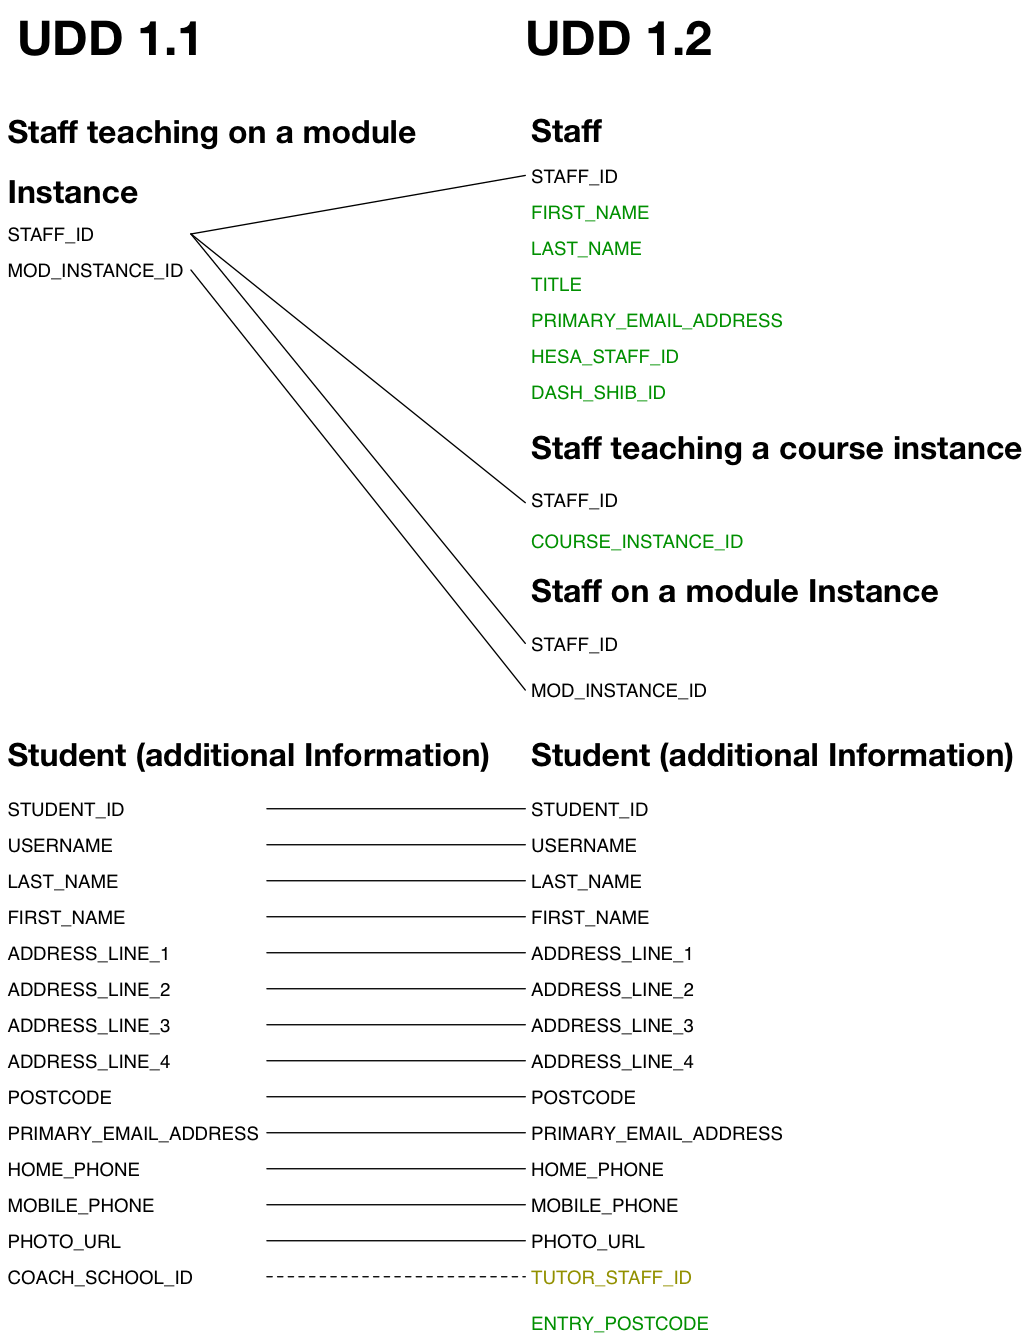 UDD 1.1
Staff teaching on a module
Instance
STAFF_ID
MOD_INSTANCE_ID
Student (additional Information)
STUDENT_ID
USERNAME
LAST_NAME
FIRST_NAME
ADDRESS_LINE_1
ADDRESS_LINE_2
ADDRESS_LINE_3
ADDRESS_LINE_4
POSTCODE
PRIMARY_EMAIL_ADDRESS
HOME_PHONE
MOBILE_PHONE
PHOTO_URL
COACH_SCHOOL_ID
UDD 1.2
Staff
STAFF_ID
FIRST_NAME
LAST_NAME
TITLE
PRIMARY_EMAIL_ADDRESS
HESA_STAFF_ID
DASH_SHIB_ID
Staff teaching a course instance
STAFF_ID
COURSE_INSTANCE_ID
Staff on a module Instance
STAFF_ID
MOD_INSTANCE_ID
Student (additional Information)
STUDENT_ID
USERNAME
LAST_NAME
FIRST_NAME
ADDRESS_LINE_1
ADDRESS_LINE_2
ADDRESS_LINE_3
ADDRESS_LINE_4
POSTCODE
PRIMARY_EMAIL_ADDRESS
HOME_PHONE
MOBILE_PHONE
PHOTO_URL
TUTOR_STAFF_ID
ENTRY_POSTCODE